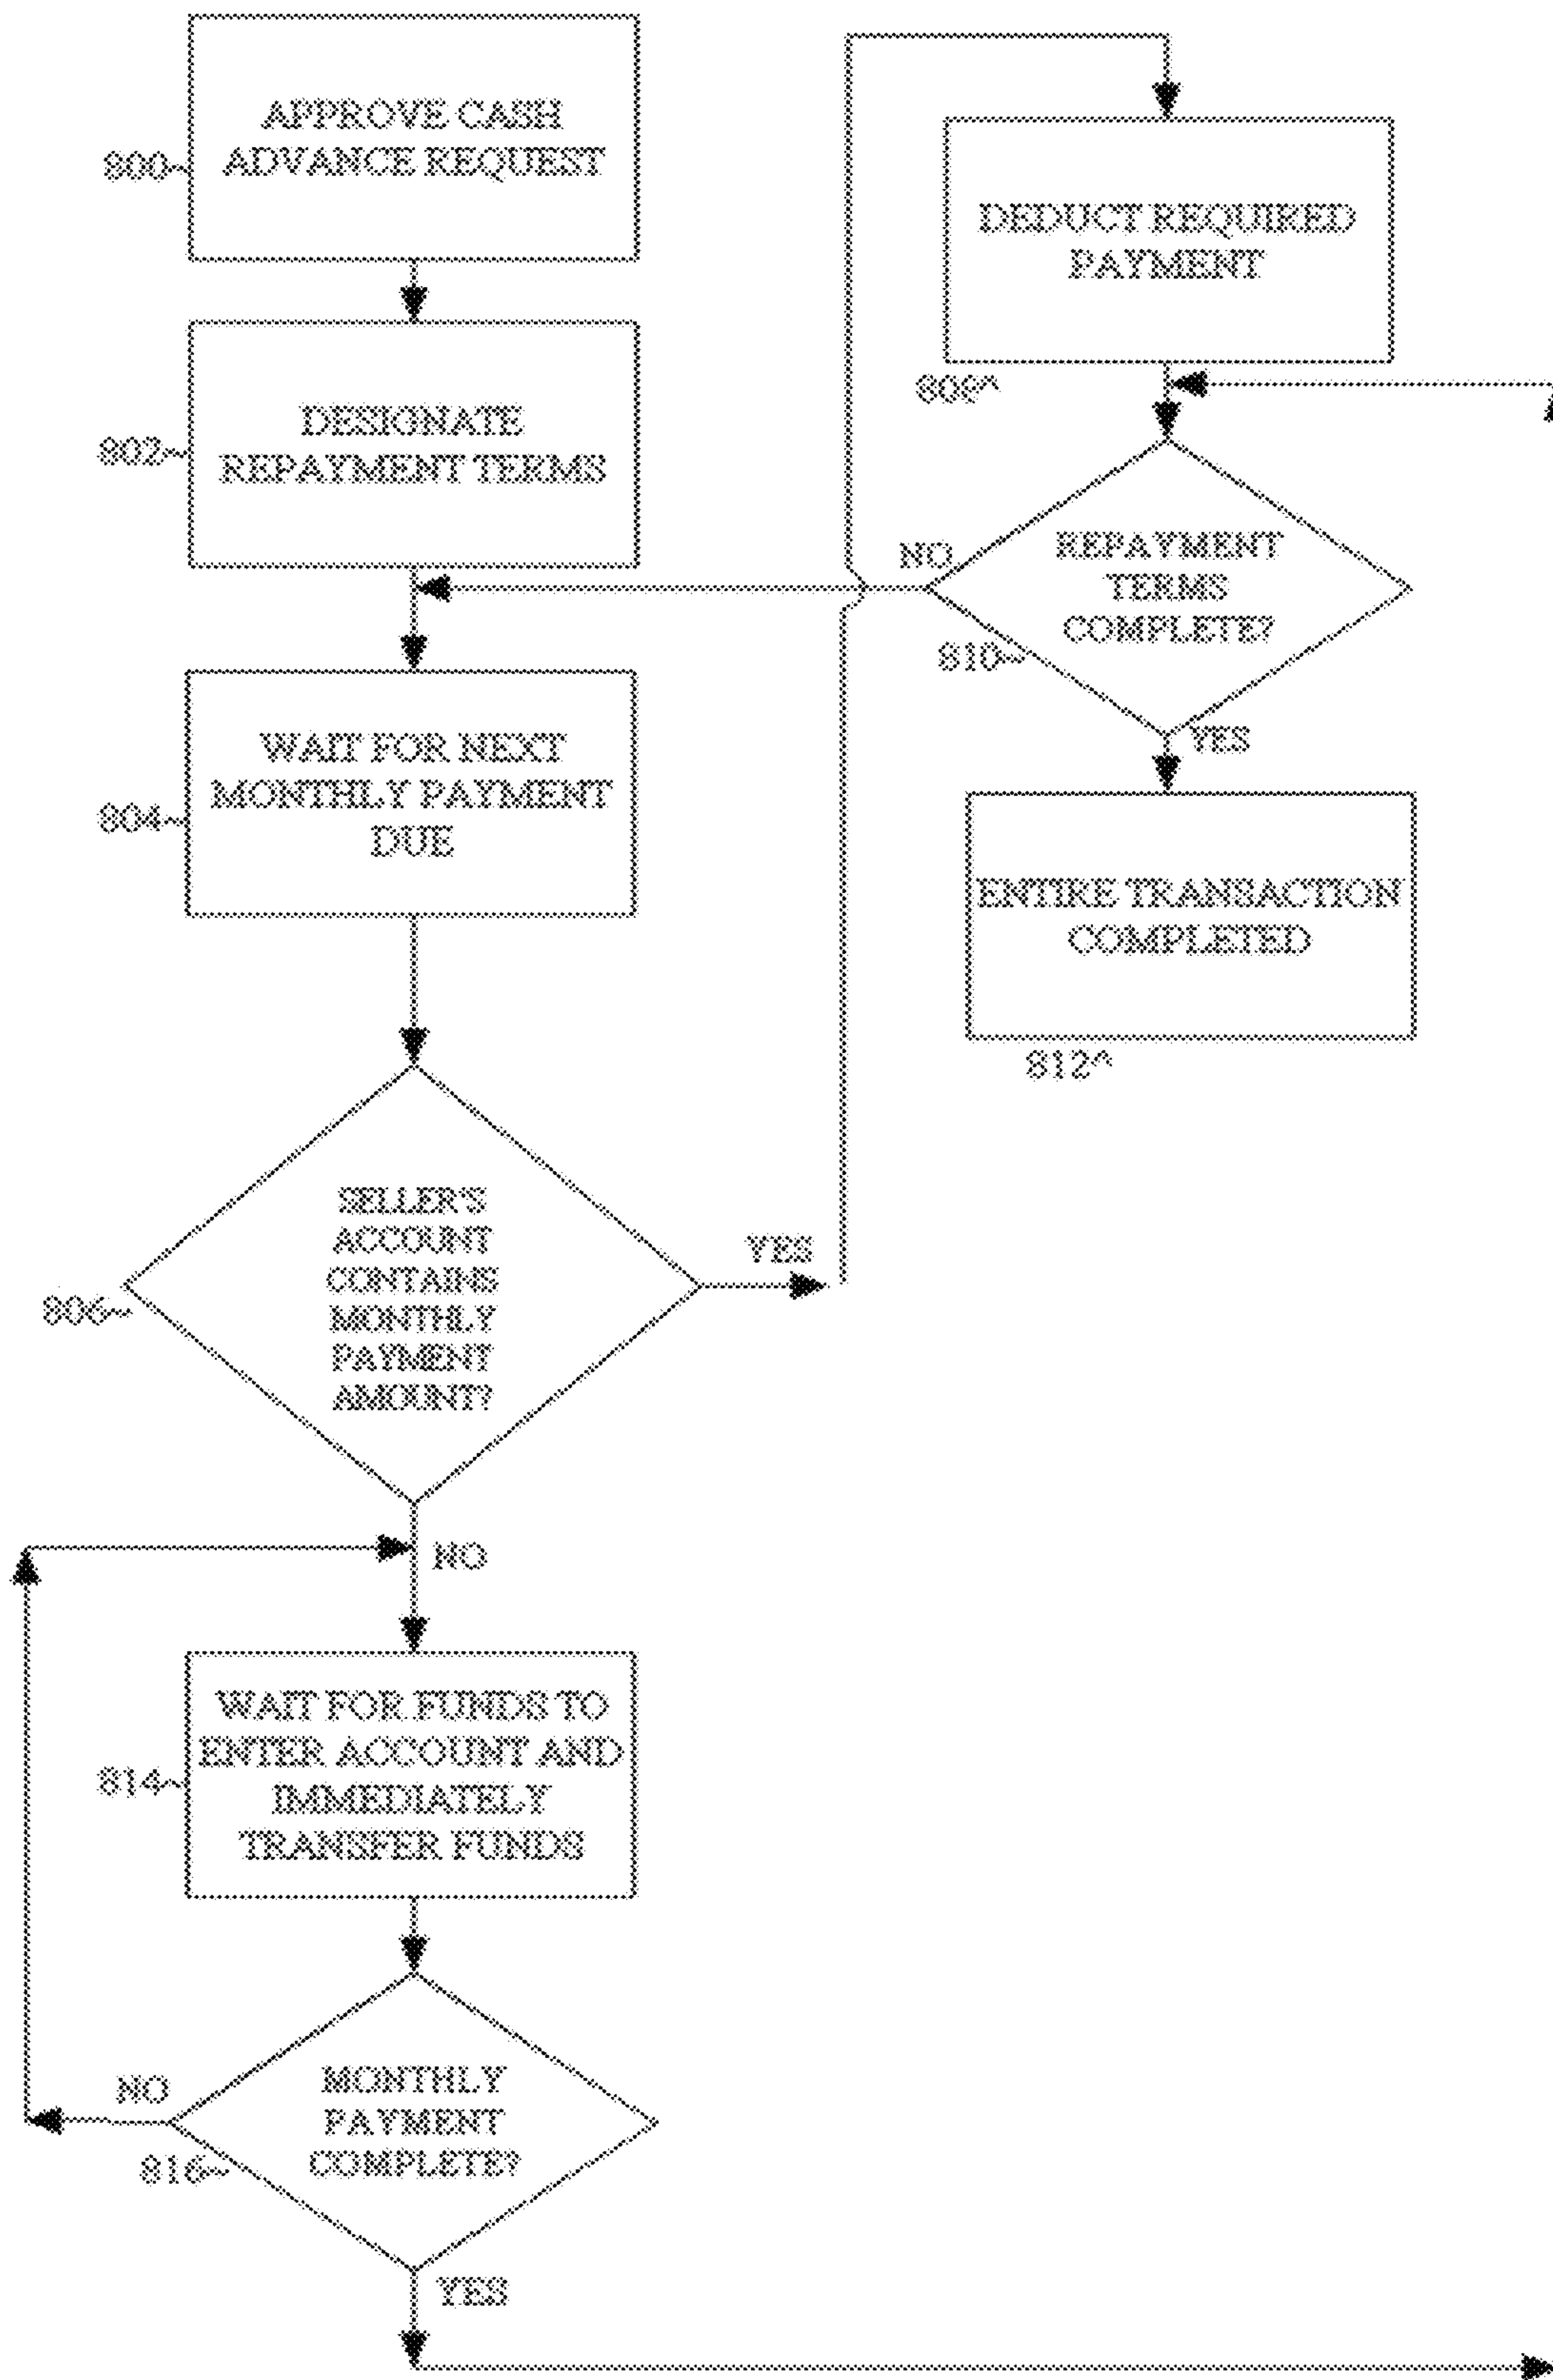 APPROVE CASH
ADVANCE REQUEST
800~
DESIGNATE
REPAYMENT TERMS
802~
WAIT FOR NEXT
MONTHLY PAYMENT
DUE
804~
SELLER'S
ACCOUNT
CONTAINS
MONTHLY
PAYMENT
AMOUNT?
806~
YES
NO
WAIT FOR FUNDS TO
ENTER ACCOUNT AND
IMMEDIATELY
TRANSFER FUNDS
814~
MONTHLY
PAYMENT
COMPLETE?
NO
816~
YES
DEDUCT REQUIRED
PAYMENT
808^
REPAYMENT
TERMS
COMPLETE?
NO
810~
YES
ENTIRE TRANSACTION
COMPLETED
812^